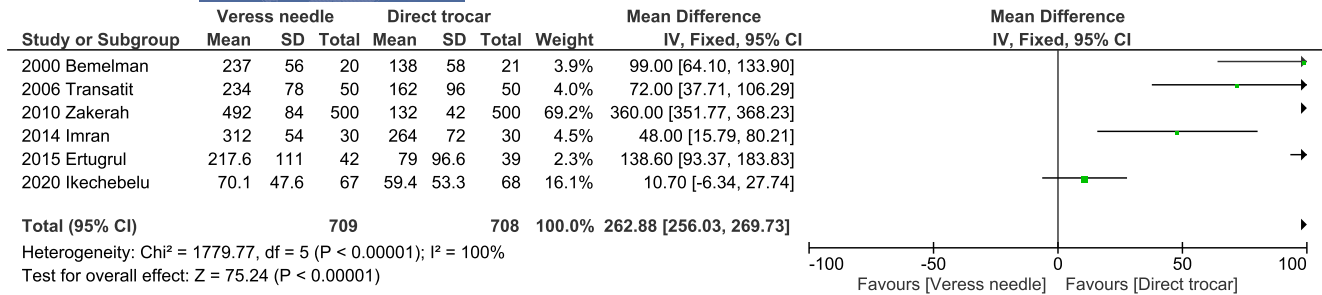 Veress needle Direct trocar Mean Difference Mean Difference
Study or Subgroup Mean SD Total Mean SD Total Weight IV, Fixed, 95% CI IV, Fixed, 95% CI
2000 Bemelman 237 56 20 138 58 21 3.9% 99.00 [64.10, 133.90]
2006 Transatit 234 78 50 162 96 50 4.0% 72.00 [37.71, 106.29]
2010 Zakerah 492 84 500 132 42 500 69.2% 360.00 [351.77, 368.23]
2014 Imran 312 54 30 264 72 30 4.5% 48.00 [15.79, 80.21]
2015 Ertugrul 217.6 111 42 79 96.6 39 2.3% 138.60 [93.37, 183.83]
2020 Ikechebelu 70.1 47.6 67 59.4 53.3 68 16.1% 10.70 [-6.34, 27.74]
Total (95% CI) 709 708 100.0% 262.88 [256.03, 269.73]
Heterogeneity: Chi² = 1779.77, df = 5 (P < 0.00001); I² = 100%
Test for overall effect: Z = 75.24 (P < 0.00001)
-100 -50 0 50 100
Favours [Veress needle] Favours [Direct trocar]